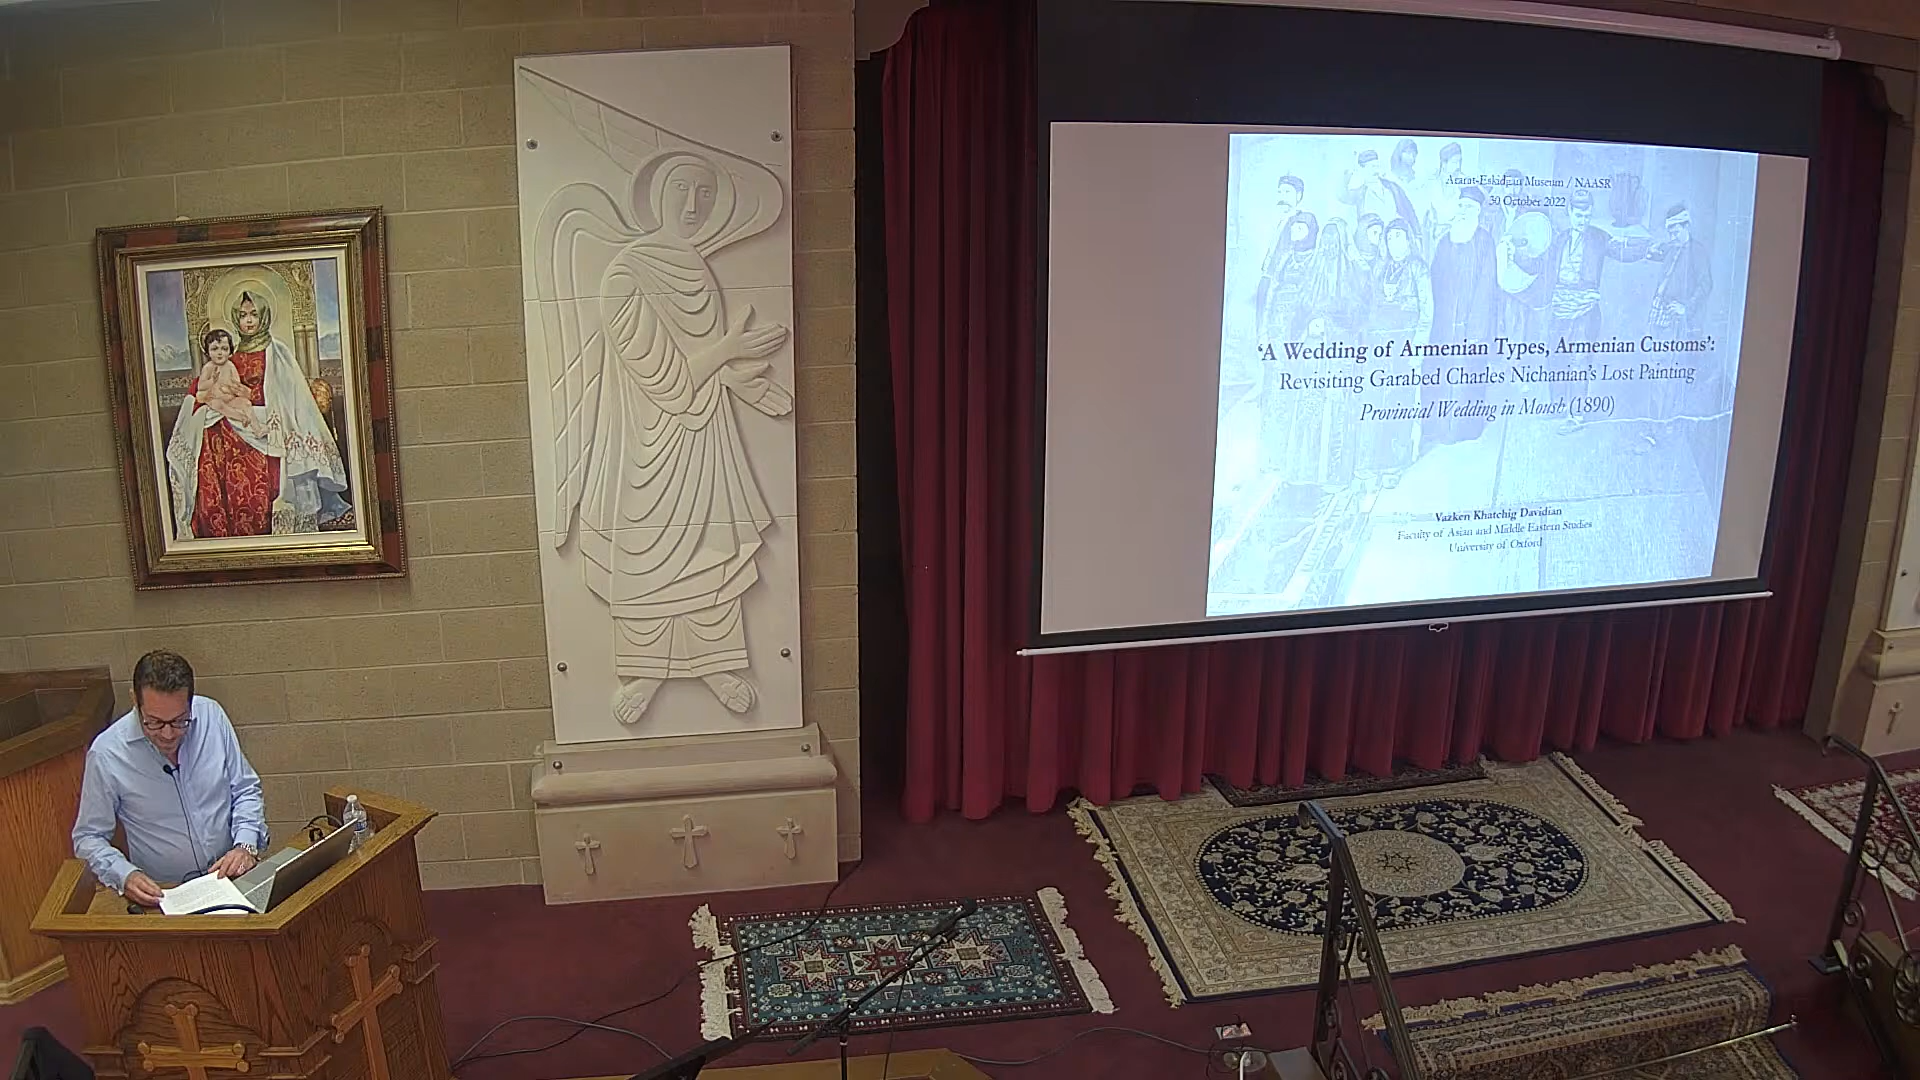 Ararat-Eskidjian Museum / NAASR
30 October 2022
‘A Wedding of Armenian Types, Armenian Customs’:
Revisiting Garabed Charles Nichanian’s Lost Painting
Provincial Wedding in Moush (1890)
Vazken Khatchig Davidian
Faculty of Asian and Middle Eastern Studies
University of Oxford